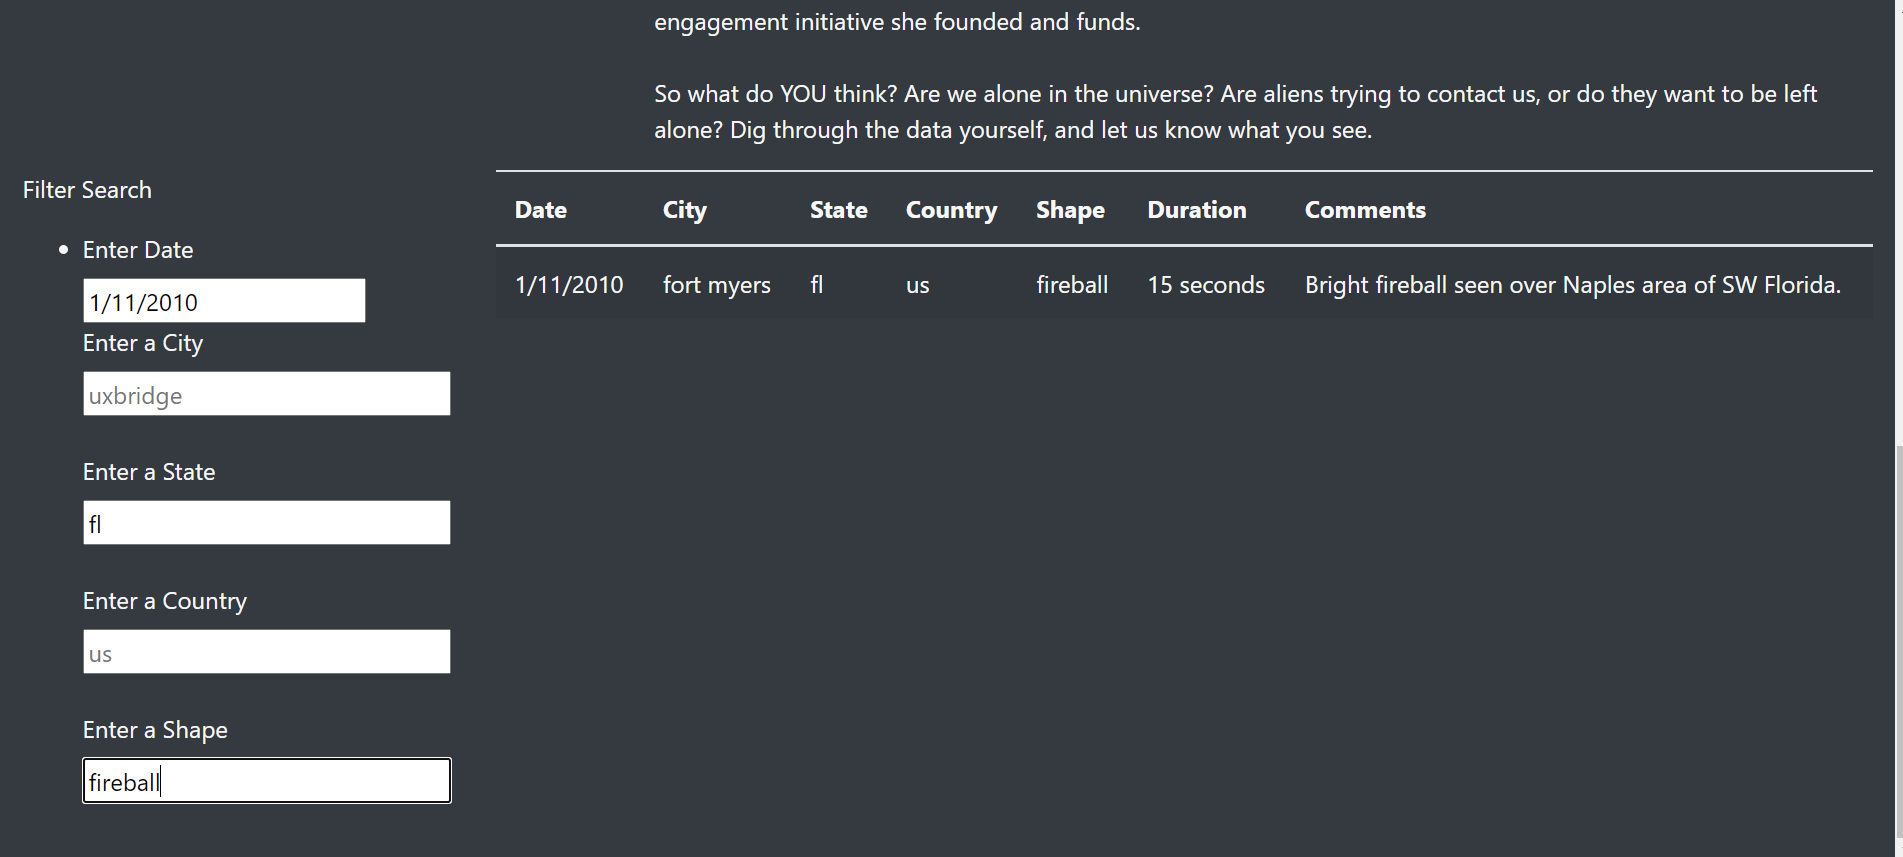 engagement initiative she founded and funds.
So what do YOU think? Are we alone in the universe? Are aliens trying to contact us, or do they want to be left
alone? Dig through the data yourself, and let us know what you see.
Filter Search
Enter Date
1/11/2010
Enter a City
uxbridge
Enter a State
fl
Enter a Country
us
Enter a Shape
fireball
Date City State Country Shape Duration Comments
1/11/2010 fort myers fl us fireball 15 seconds Bright fireball seen over Naples area of SW Florida.